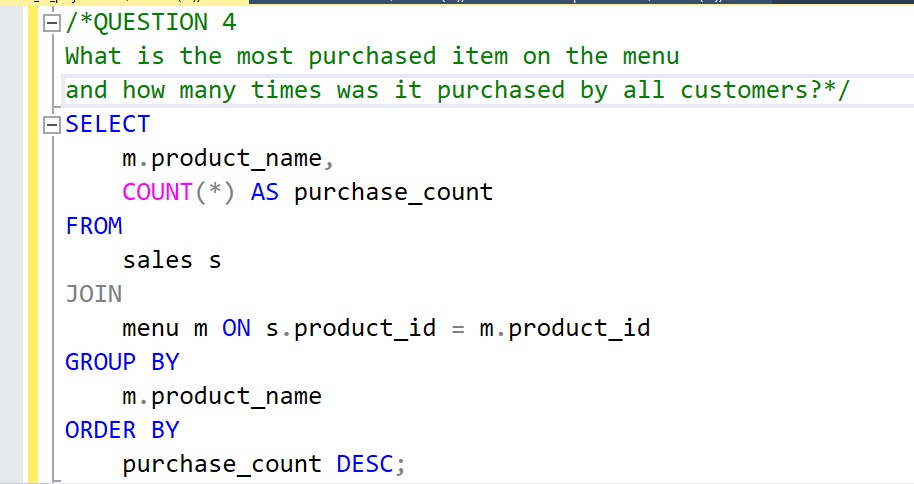 /*QUESTION 4
What is the most purchased item on the menu
and how many times was it purchased by all customers?*/
SELECT
    m.product_name,
    COUNT(*) AS purchase_count
FROM
    sales s
JOIN
    menu m ON s.product_id = m.product_id
GROUP BY
    m.product_name
ORDER BY
    purchase_count DESC;